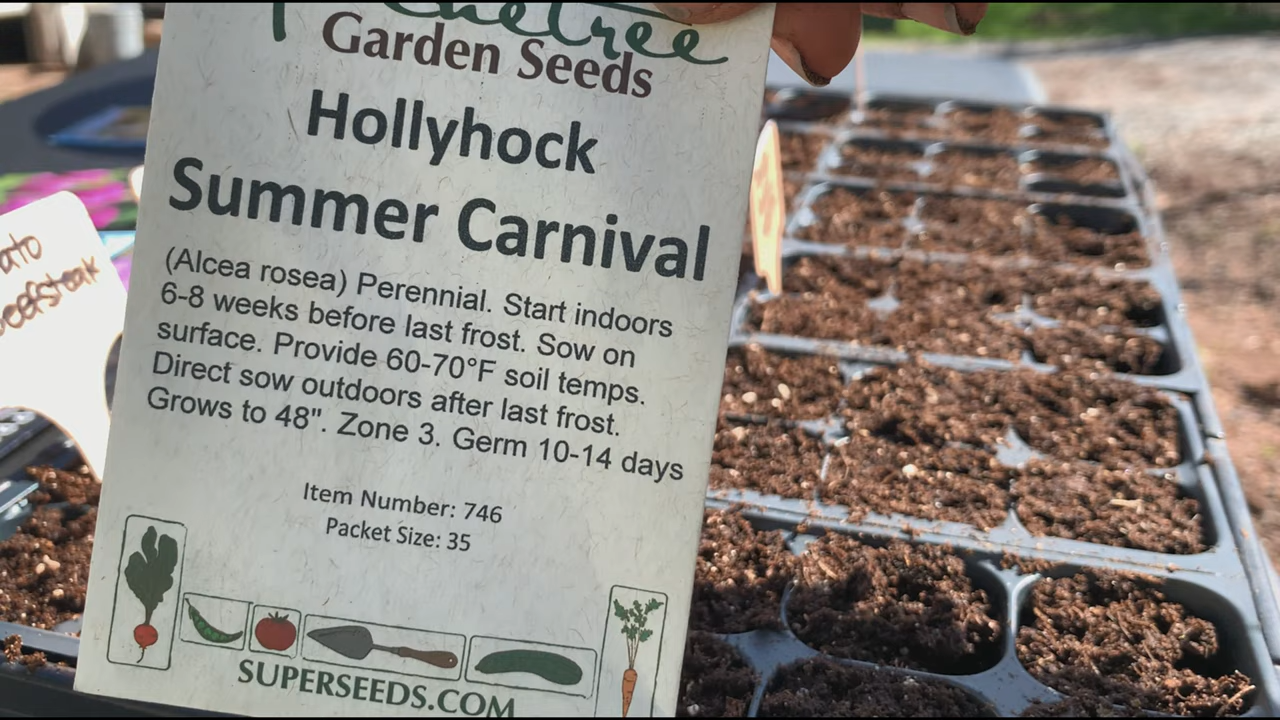 Garden Seeds
Hollyhock
Summer Carnival
(Alcea rosea) Perennial. Start indoors
6-8 weeks before last frost. Sow on
surface. Provide 60-70°F soil temps.
Direct sow outdoors after last frost.
Grows to 48". Zone 3. Germ 10-14 days
Item Number: 746
Packet Size: 35
SUPERSEEDS.COM
ato
eefsteak